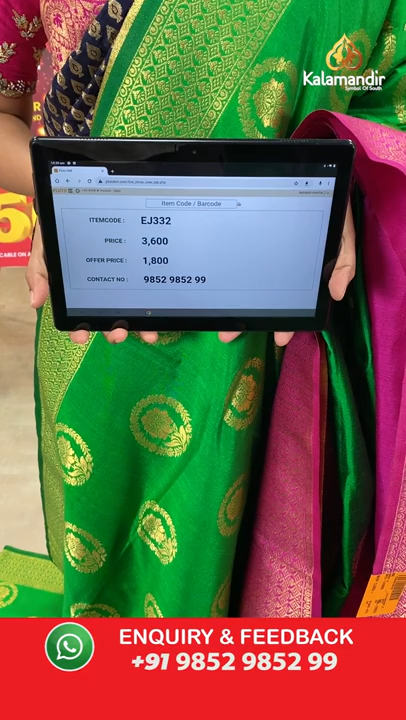 Kalamandir
Symbol Of South
Item Code / Barcode
ITEMCODE : EJ332
PRICE : 3,600
OFFER PRICE : 1,800
CONTACT NO : 9852 9852 99
ENQUIRY & FEEDBACK
+91 9852 9852 99